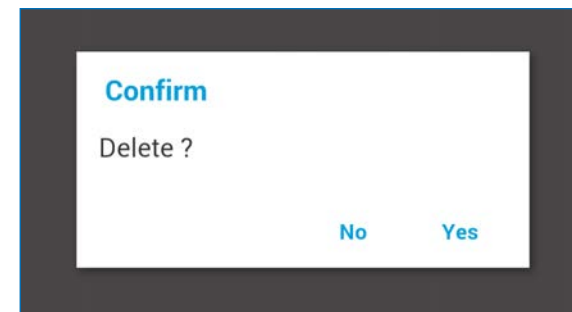 Confirm
Delete ?
No Yes